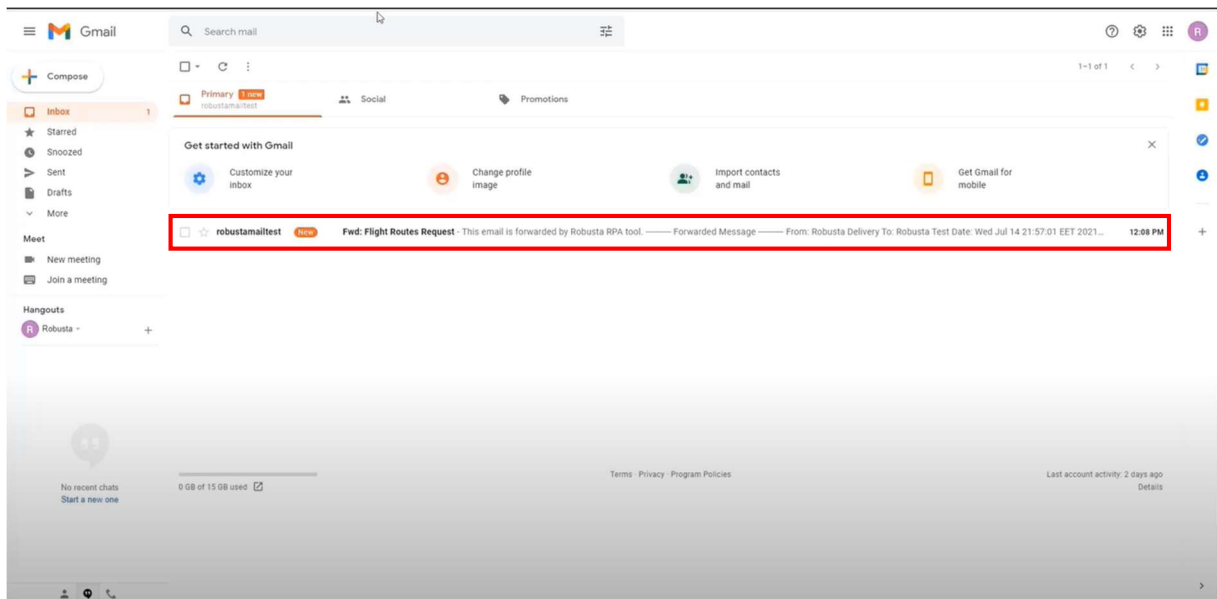 Gmail
Search mail
R
Compose
1–1 of 1
Primary 1 new
robustamailtest
Social
Promotions
Inbox 1
Starred
Snoozed
Sent
Drafts
More
Get started with Gmail
Customize your
inbox
Change profile
image
Import contacts
and mail
Get Gmail for
mobile
robustamailtest New Fwd: Flight Routes Request - This email is forwarded by Robusta RPA tool. ——— Forwarded Message ——— From: Robusta Delivery To: Robusta Test Date: Wed Jul 14 21:57:01 EET 2021... 12:08 PM
Meet
New meeting
Join a meeting
Hangouts
R Robusta
No recent chats
Start a new one
0 GB of 15 GB used
Terms · Privacy · Program Policies
Last account activity: 2 days ago
Details